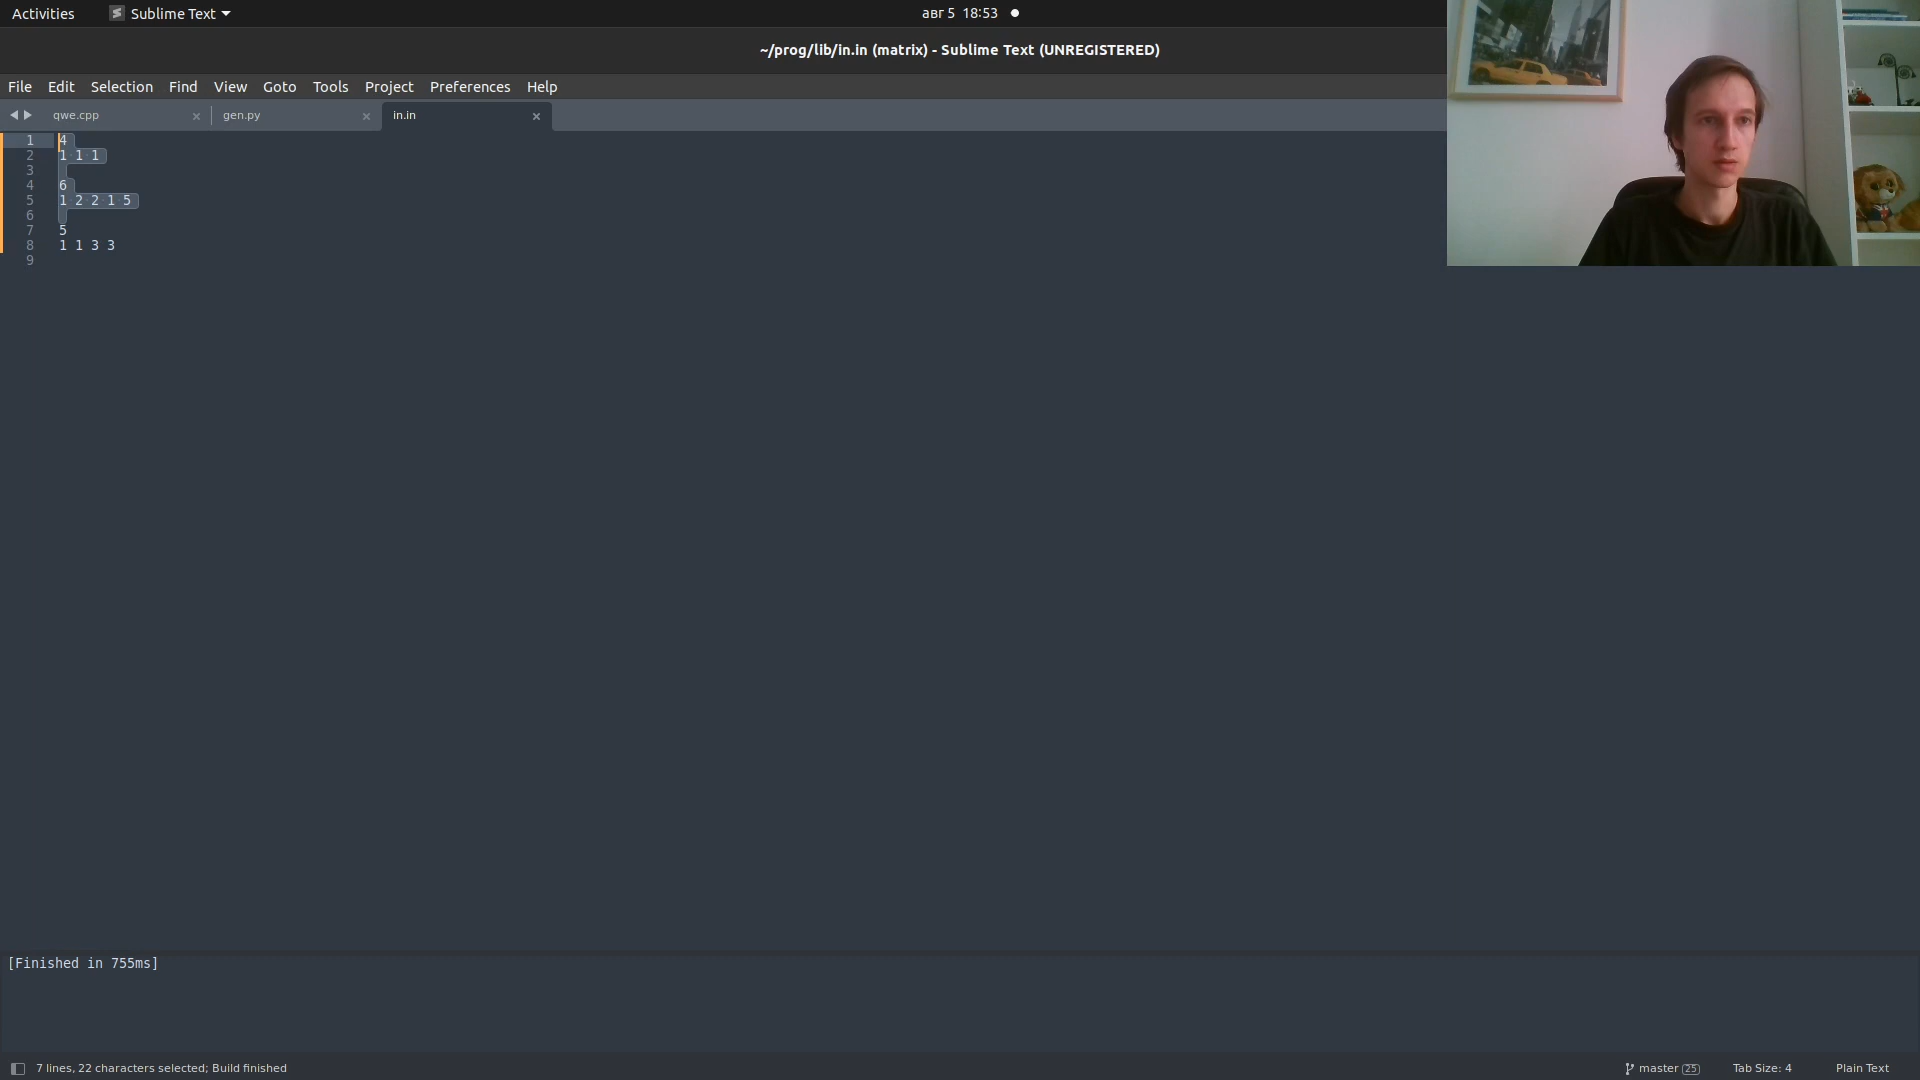 Activities Sublime Text авг 5 18:53
~/prog/lib/in.in (matrix) - Sublime Text (UNREGISTERED)
File Edit Selection Find View Goto Tools Project Preferences Help
qwe.cpp × gen.py × in.in ×
1 4
2 1 1 1
3
4 6
5 1 2 2 1 5
6
7 5
8 1 1 3 3
9
[Finished in 755ms]
7 lines, 22 characters selected; Build finished master 25 Tab Size: 4 Plain Text